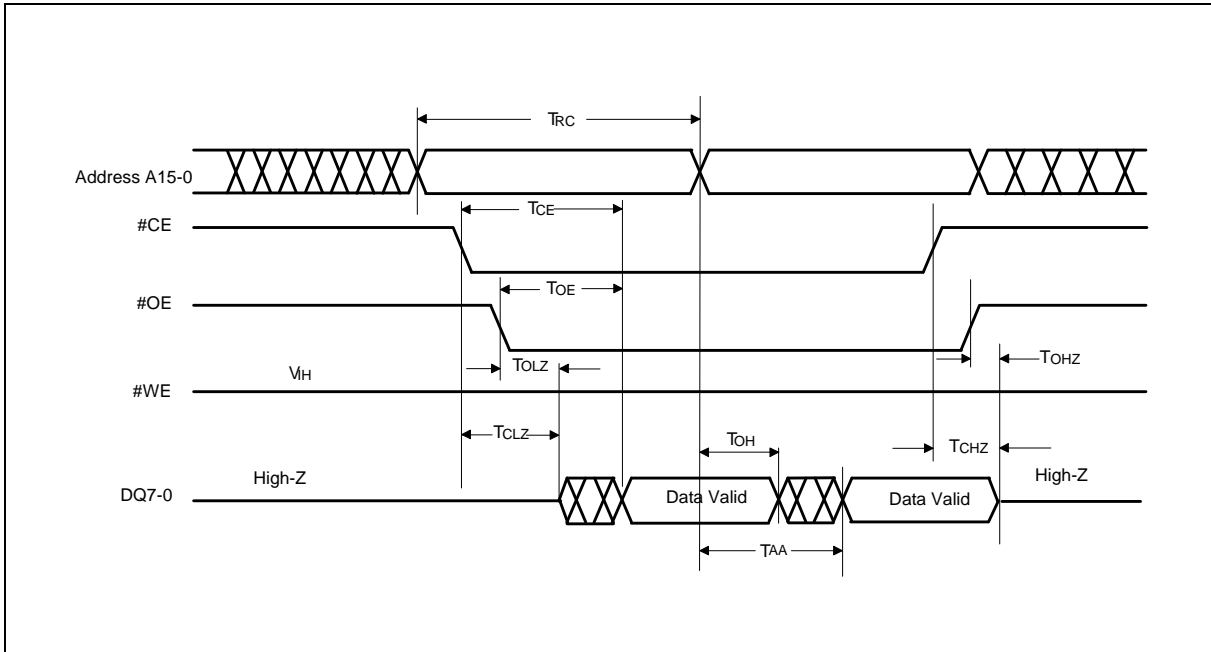 TRC
Address A15-0
TCE
#CE
TOE
#OE
TOLZ
TOHZ
VIH
#WE
TCLZ
TOH
TCHZ
High-Z
Data Valid
Data Valid
High-Z
DQ7-0
TAA